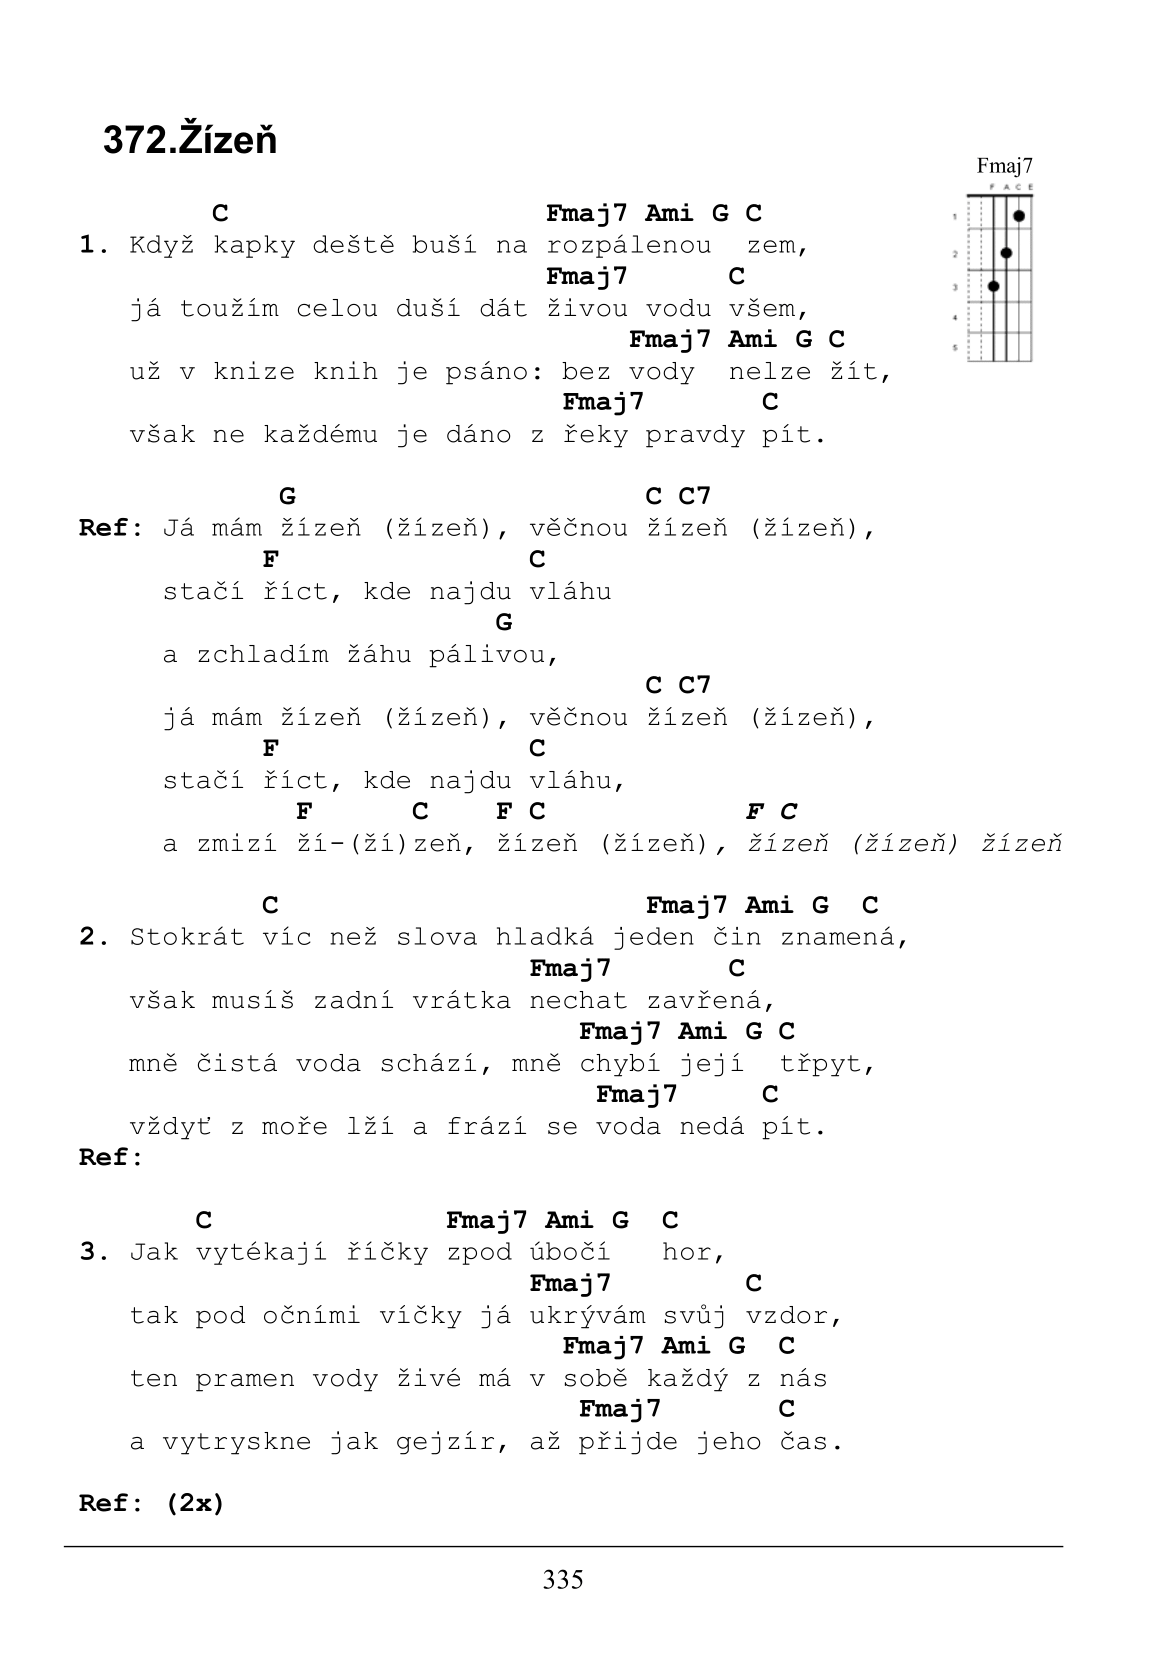 372.Žízeň
Fmaj7
F A C E
1
2
3
4
5
C Fmaj7 Ami G C
1. Když kapky deště buší na rozpálenou zem,
Fmaj7 C
já toužím celou duší dát živou vodu všem,
Fmaj7 Ami G C
už v knize knih je psáno: bez vody nelze žít,
Fmaj7 C
však ne každému je dáno z řeky pravdy pít.
G C C7
Ref: Já mám žízeň (žízeň), věčnou žízeň (žízeň),
F C
stačí říct, kde najdu vláhu
G
a zchladím žáhu pálivou,
C C7
já mám žízeň (žízeň), věčnou žízeň (žízeň),
F C
stačí říct, kde najdu vláhu,
F C F C F C
a zmizí ží-(ží)zeň, žízeň (žízeň), žízeň (žízeň) žízeň
C Fmaj7 Ami G C
2. Stokrát víc než slova hladká jeden čin znamená,
Fmaj7 C
však musíš zadní vrátka nechat zavřená,
Fmaj7 Ami G C
mně čistá voda schází, mně chybí její třpyt,
Fmaj7 C
vždyť z moře lží a frází se voda nedá pít.
Ref:
C Fmaj7 Ami G C
3. Jak vytékají říčky zpod úbočí hor,
Fmaj7 C
tak pod očními víčky já ukrývám svůj vzdor,
Fmaj7 Ami G C
ten pramen vody živé má v sobě každý z nás
Fmaj7 C
a vytryskne jak gejzír, až přijde jeho čas.
Ref: (2x)
335